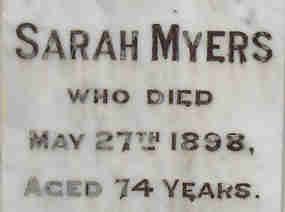 SARAH MYERS
WHO DIED
MAY 27TH 1898,
AGED 74 YEARS.